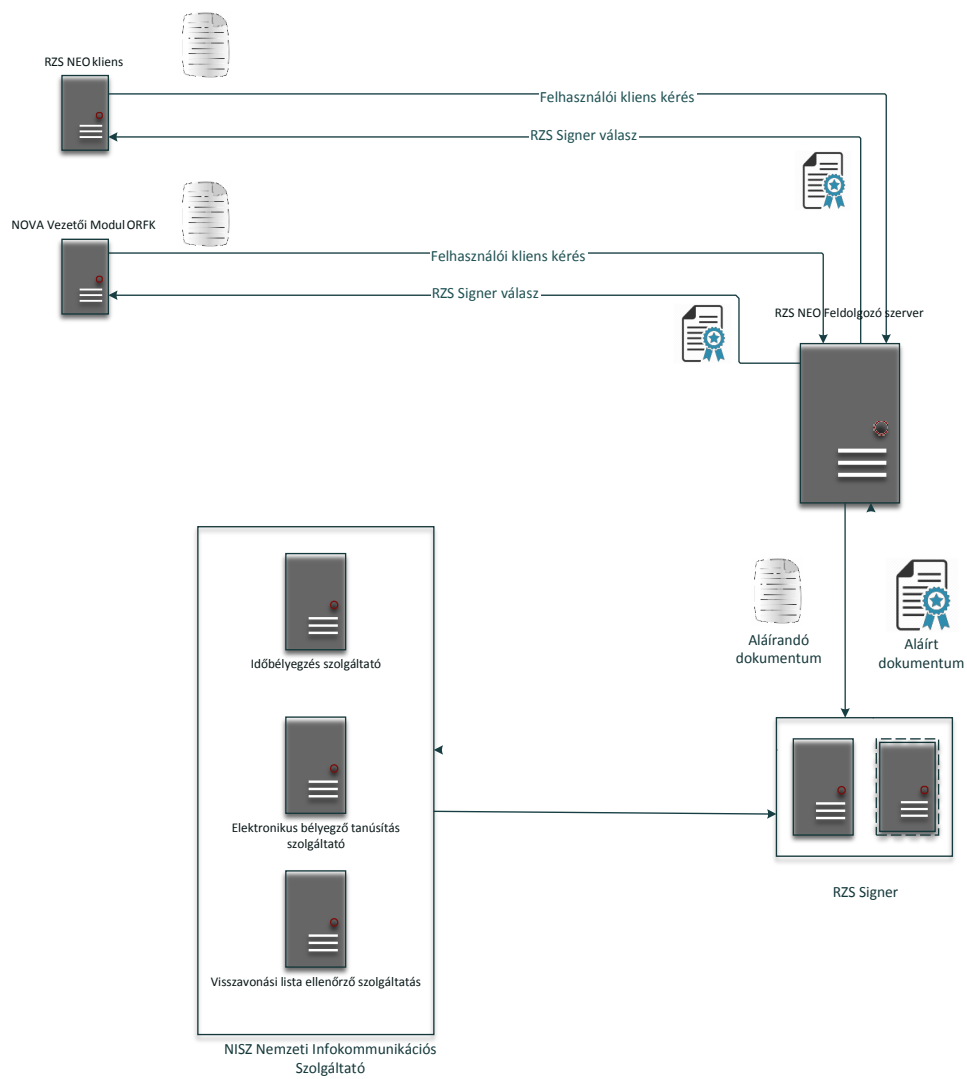 RZS NEO kliens
Felhasználói kliens kérés
RZS Signer válasz
NOVA Vezetői Modul ORFK
Felhasználói kliens kérés
RZS Signer válasz
RZS NEO Feldolgozó szerver
Időbélyegzés szolgáltató
Elektronikus bélyegző tanúsítás
szolgáltató
Visszavonási lista ellenőrző szolgáltatás
NISZ Nemzeti Infokommunikációs
Szolgáltató
Aláírandó
dokumentum
Aláírt
dokumentum
RZS Signer